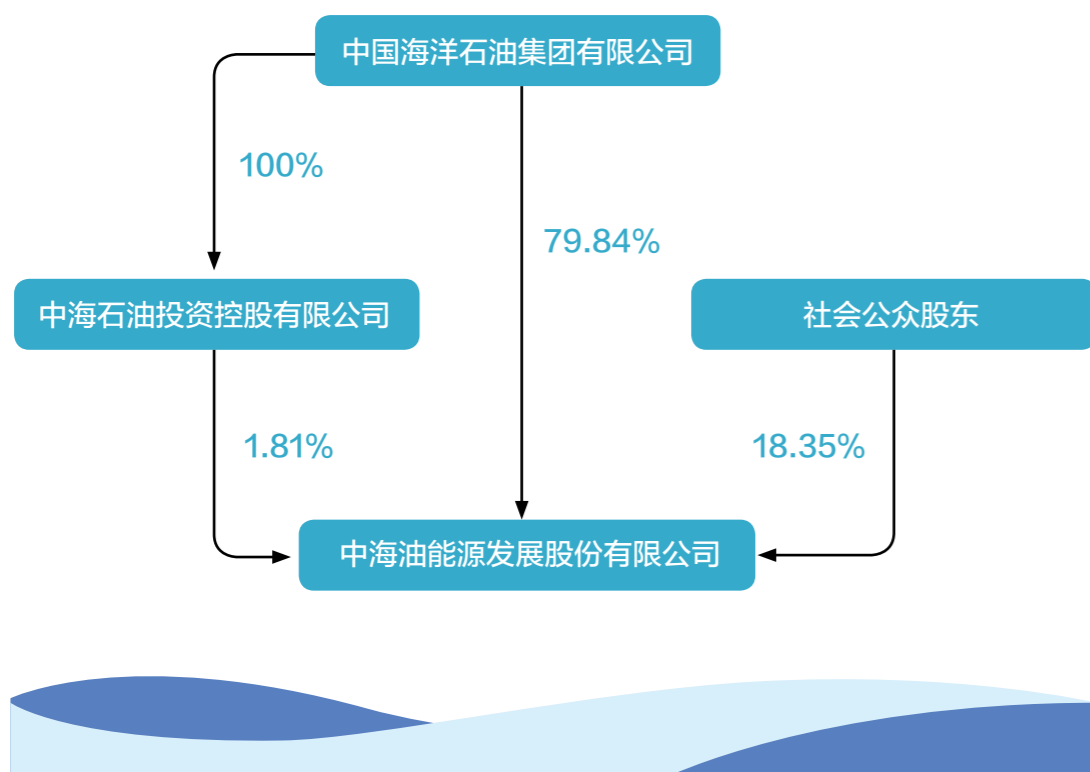 中国海洋石油集团有限公司
100%
79.84%
中海石油投资控股有限公司
社会公众股东
1.81%
18.35%
中海油能源发展股份有限公司